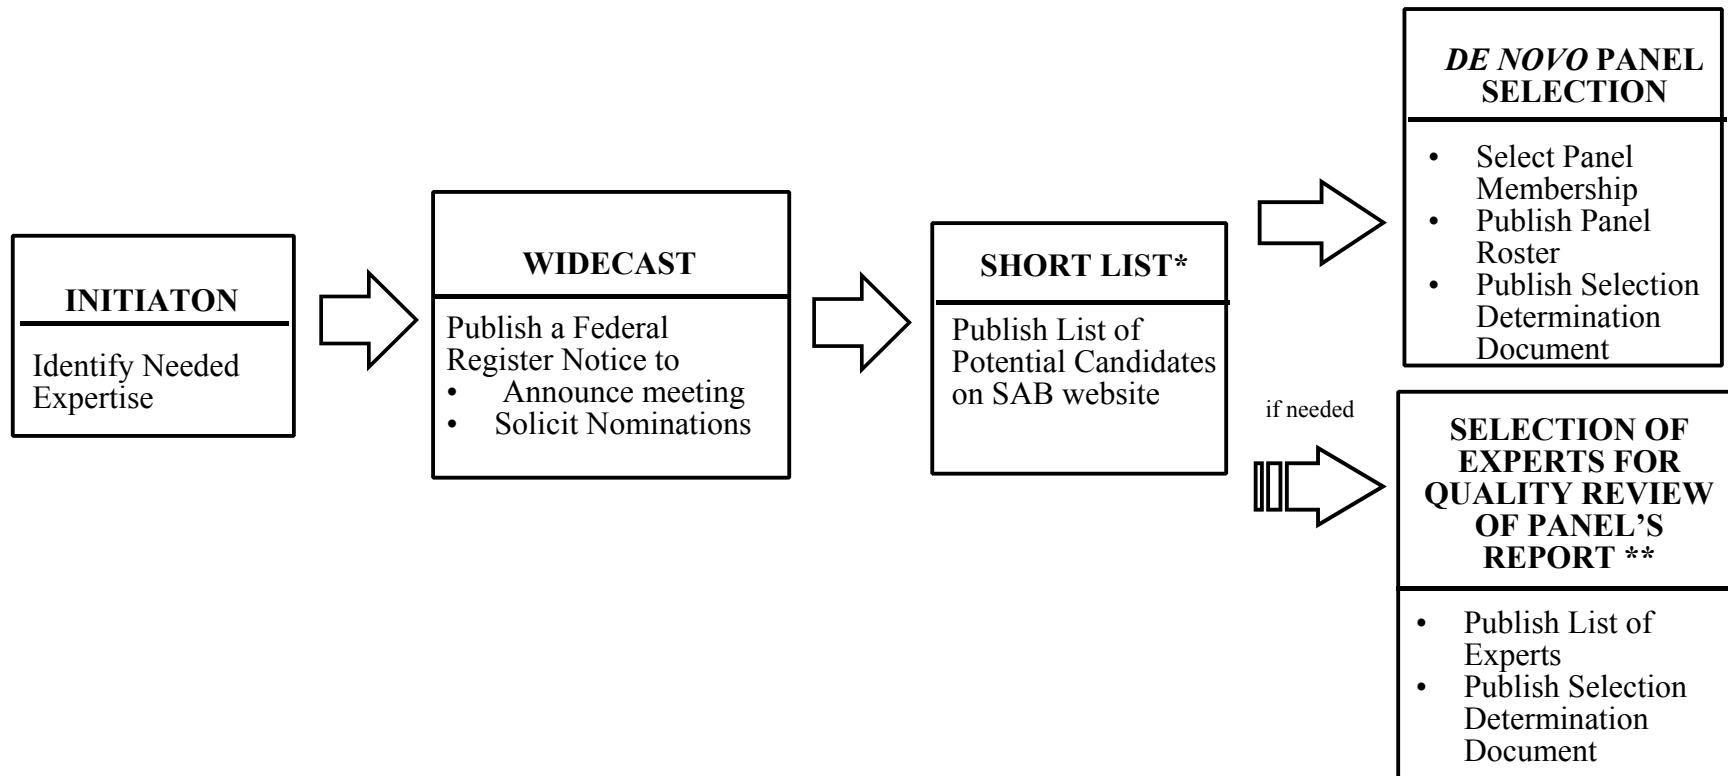 INITIATON
Identify Needed
Expertise
WIDECAST
Publish a Federal
Register Notice to
• Announce meeting
• Solicit Nominations
SHORT LIST*
Publish List of
Potential Candidates
on SAB website
DE NOVO PANEL
SELECTION
• Select Panel
Membership
• Publish Panel
Roster
• Publish Selection
Determination
Document
if needed
SELECTION OF
EXPERTS FOR
QUALITY REVIEW
OF PANEL’S
REPORT **
• Publish List of
Experts
• Publish Selection
Determination
Document